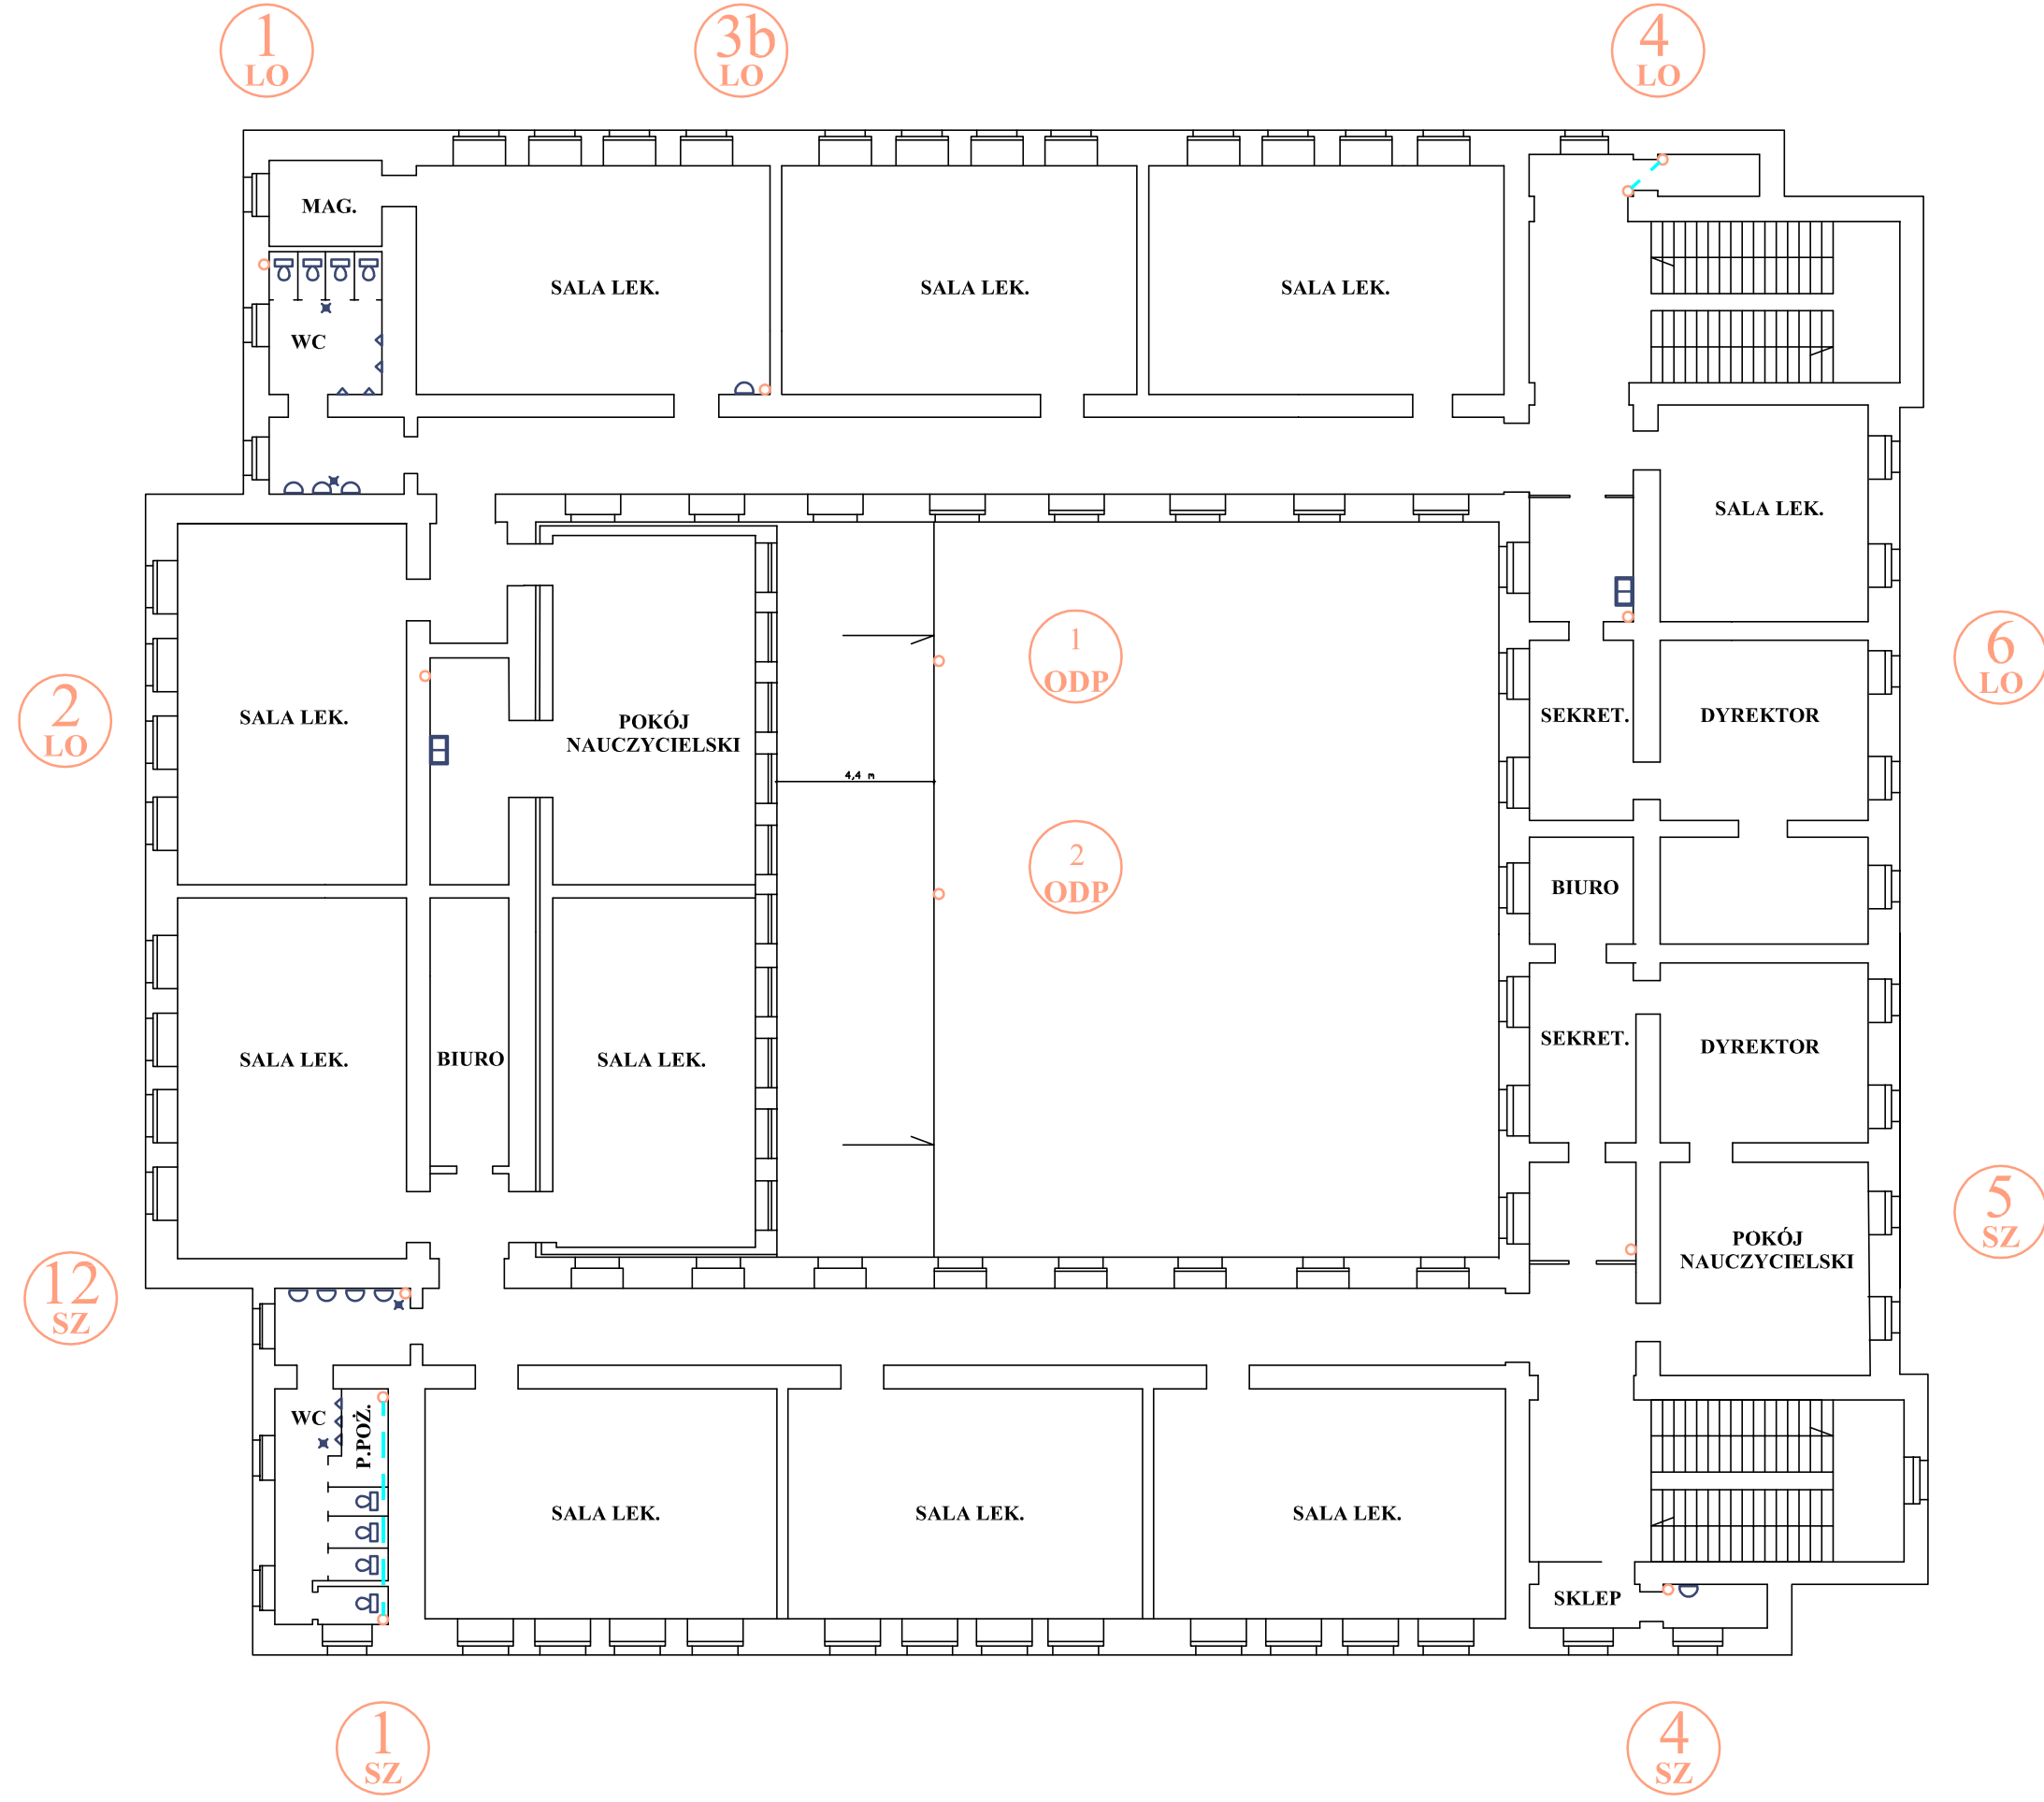 1
LO
3b
LO
4
LO
MAG.
SALA LEK.
SALA LEK.
SALA LEK.
WC
SALA LEK.
1
ODP
6
LO
2
LO
SALA LEK.
POKÓJ
NAUCZYCIELSKI
SEKRET.
DYREKTOR
4,4 m
2
ODP
BIURO
SALA LEK.
BIURO
SALA LEK.
SEKRET.
DYREKTOR
5
SZ
POKÓJ
NAUCZYCIELSKI
12
SZ
WC
P.POŻ.
SALA LEK.
SALA LEK.
SALA LEK.
SKLEP
1
SZ
4
SZ